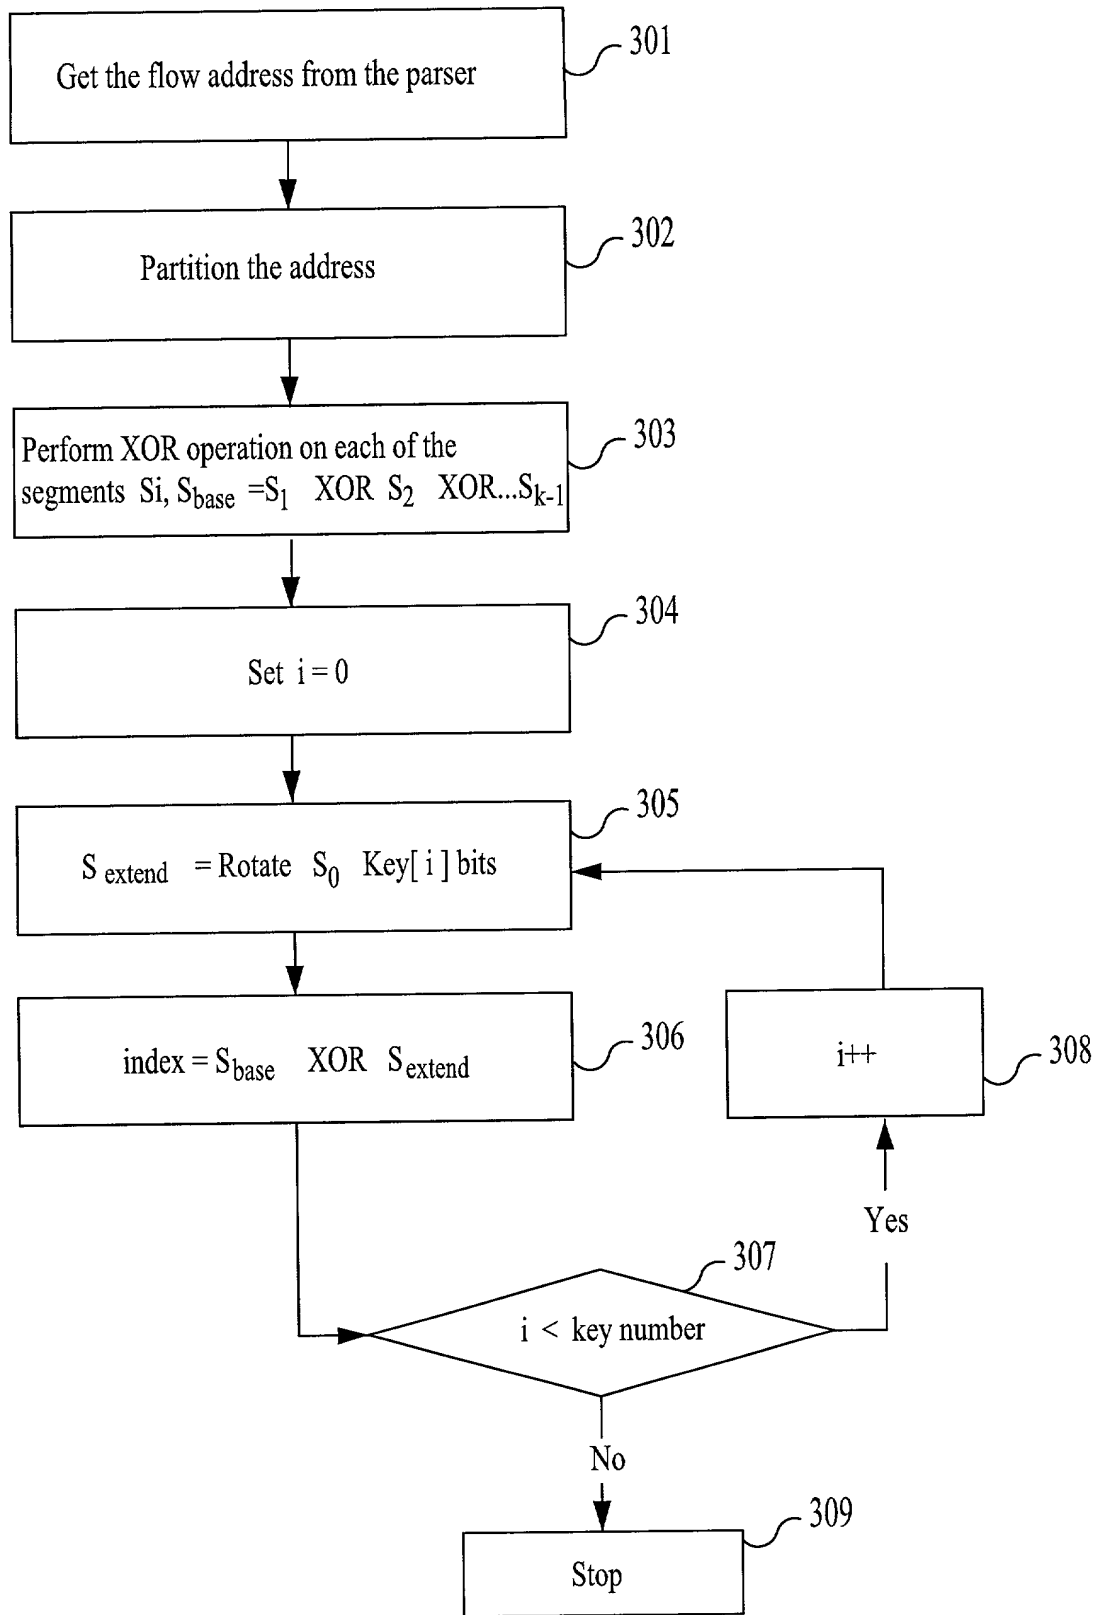 Get the flow address from the parser
301
Partition the address
302
Perform XOR operation on each of the
segments Si, Sbase =S1 XOR S2 XOR...Sk-1
303
Set i = 0
304
S extend = Rotate S0 Key[ i ] bits
305
index = Sbase XOR Sextend
306
i++
308
Yes
i < key number
307
No
Stop
309